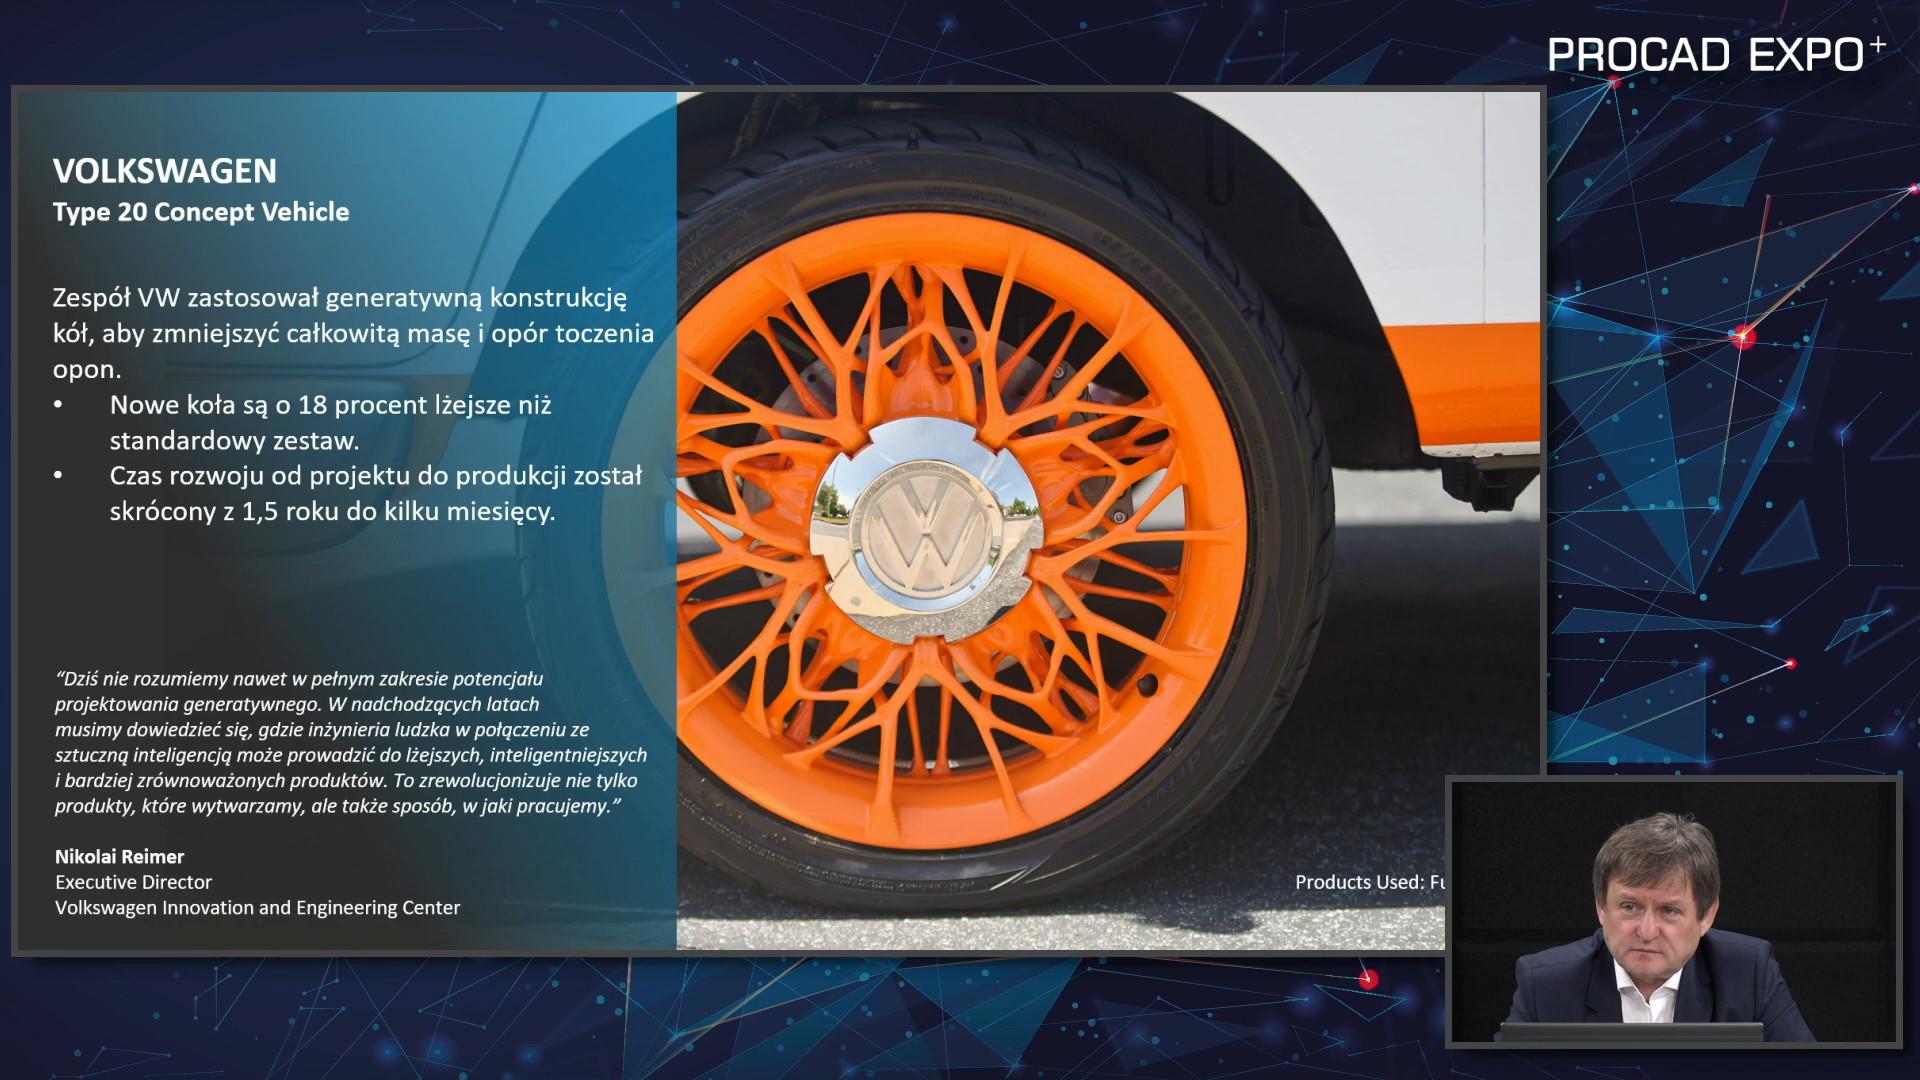 PROCAD EXPO+
VOLKSWAGEN
Type 20 Concept Vehicle
Zespół VW zastosował generatywną konstrukcję
kół, aby zmniejszyć całkowitą masę i opór toczenia
opon.
• Nowe koła są o 18 procent lżejsze niż
standardowy zestaw.
• Czas rozwoju od projektu do produkcji został
skrócony z 1,5 roku do kilku miesięcy.
“Dziś nie rozumiemy nawet w pełnym zakresie potencjału
projektowania generatywnego. W nadchodzących latach
musimy dowiedzieć się, gdzie inżynieria ludzka w połączeniu ze
sztuczną inteligencją może prowadzić do lżejszych, inteligentniejszych
i bardziej zrównoważonych produktów. To zrewolucjonizuje nie tylko
produkty, które wytwarzamy, ale także sposób, w jaki pracujemy.”
Nikolai Reimer
Executive Director
Volkswagen Innovation and Engineering Center
Products Used: